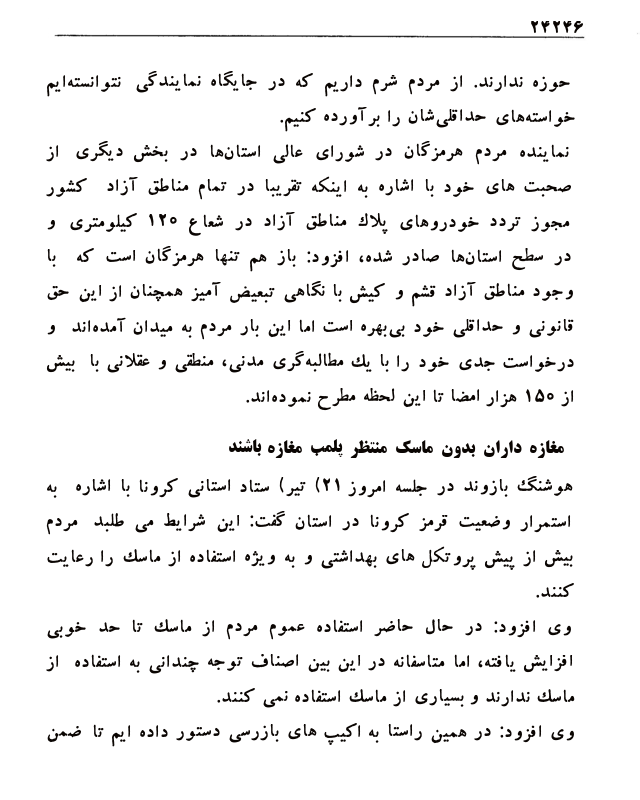 ۲۴۲۴۶
حوزه ندارند. از مردم شرم داریم که در جایگاه نمایندگی نتوانسته‌ایم
خواسته‌های حداقلی‌شان را برآورده کنیم.
نماینده مردم هرمزگان در شورای عالی استان‌ها در بخش دیگری از
صحبت های خود با اشاره به اینکه تقریبا در تمام مناطق آزاد کشور
مجوز تردد خودروهای پلاك مناطق آزاد در شعاع ۱۲۰ کیلومتری و
در سطح استان‌ها صادر شده، افزود: باز هم تنها هرمزگان است که با
وجود مناطق آزاد قشم و کیش با نگاهی تبعیض آمیز همچنان از این حق
قانونی و حداقلی خود بی‌بهره است اما این بار مردم به میدان آمده‌اند و
درخواست جدی خود را با یك مطالبه‌گری مدنی، منطقی و عقلانی با بیش
از ۱۵۰ هزار امضا تا این لحظه مطرح نموده‌اند.
مغازه داران بدون ماسک منتظر پلمب مغازه باشند
هوشنگ بازوند در جلسه امروز ۲۱) تیر) ستاد استانی کرونا با اشاره به
استمرار وضعیت قرمز کرونا در استان گفت: این شرایط می طلبد مردم
بیش از پیش پروتکل های بهداشتی و به ویژه استفاده از ماسك را رعایت
کنند.
وی افزود: در حال حاضر استفاده عموم مردم از ماسك تا حد خوبی
افزایش یافته، اما متاسفانه در این بین اصناف توجه چندانی به استفاده از
ماسك ندارند و بسیاری از ماسك استفاده نمی کنند.
وی افزود: در همین راستا به اکیپ های بازرسی دستور داده ایم تا ضمن